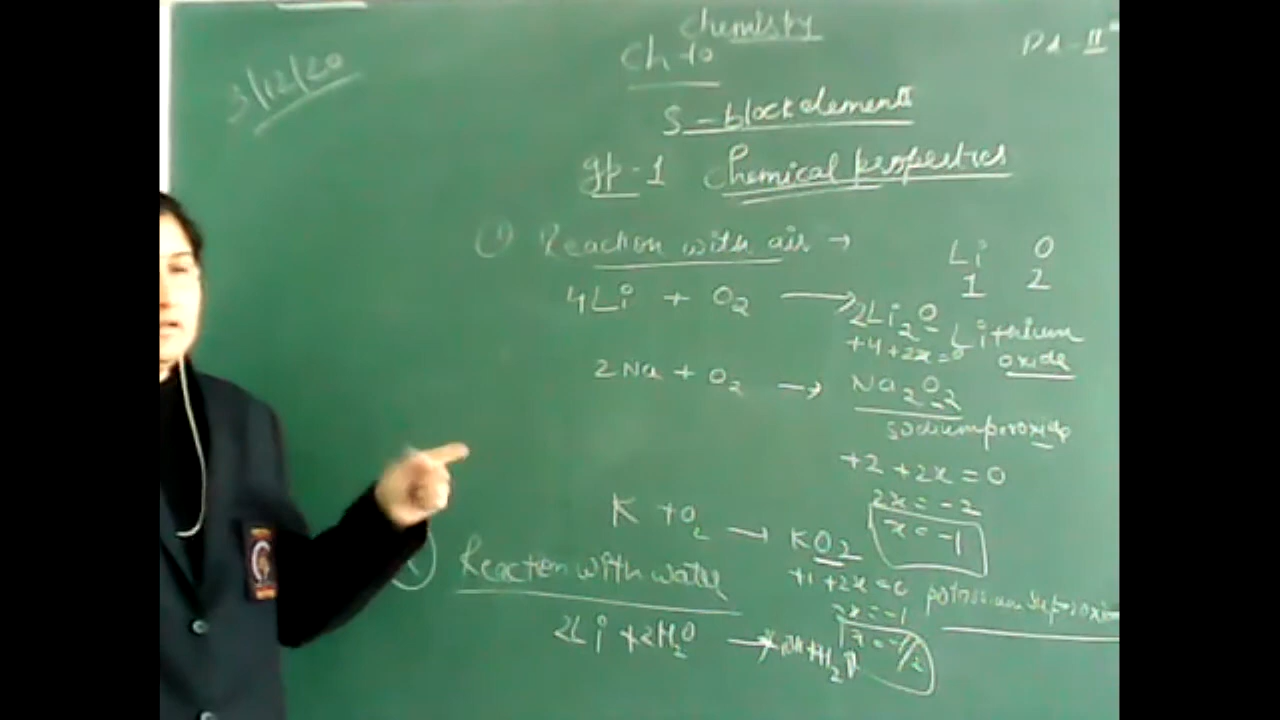 Chemistry
3/12/20
Ch-10
Pd-II
S-block elements
gp-1 Chemical properties
① Reaction with air →
Li O
1 2
4Li + O₂ → 2Li₂O - Lithium oxide
+4+2x=0
2Na + O₂ → Na₂O₂
sodium peroxide
+2 +2x = 0
2x = -2
x = -1
K + O₂ → KO₂
+1+2x=0 potassium superoxide
2x=-1
x=-1/2
Reaction with water
2Li + 2H₂O →